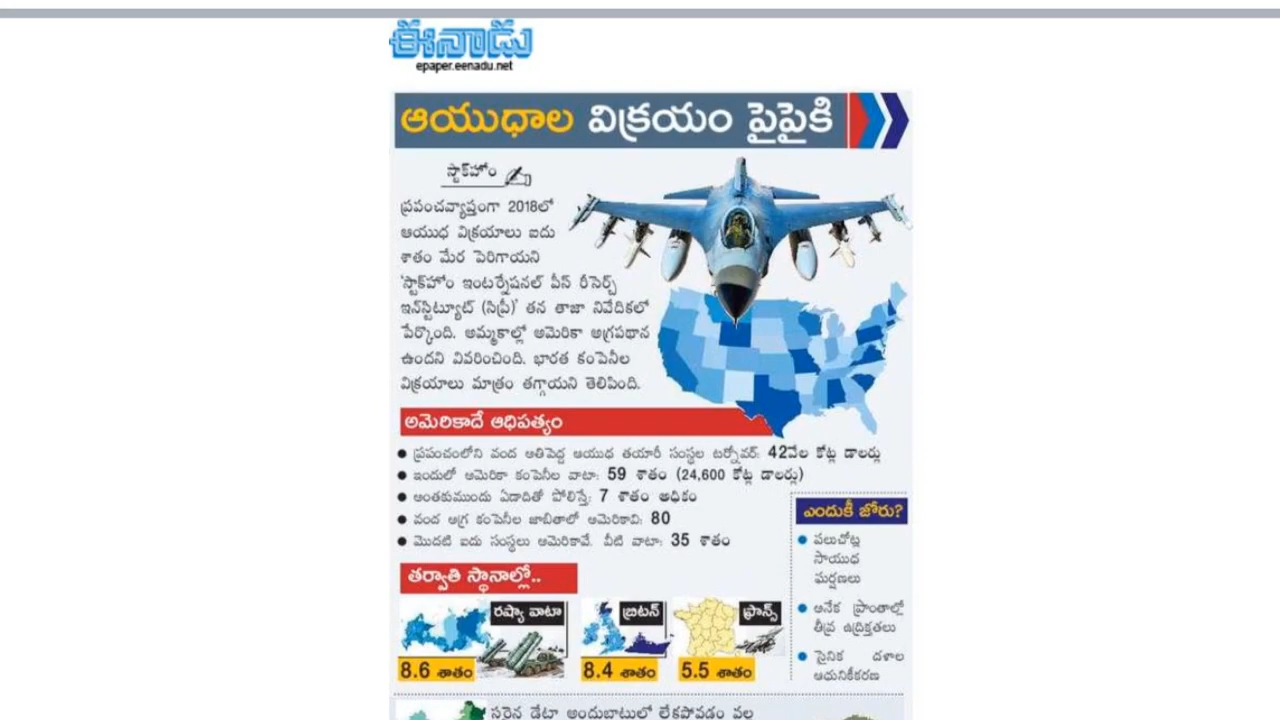 ఈనాడు
epaper.eenadu.net
ఆయుధాల విక్రయం పైపైకి
స్టాక్‌హోం
ప్రపంచవ్యాప్తంగా 2018లో
ఆయుధ విక్రయాలు ఐదు
శాతం మేర పెరిగాయని
'స్టాక్‌హోం ఇంటర్నేషనల్ పీస్ రీసెర్చ్
ఇన్‌స్టిట్యూట్ (సిప్రీ)' తన తాజా నివేదికలో
పేర్కొంది. అమ్మకాల్లో అమెరికా అగ్రపథాన
ఉందని వివరించింది. భారత కంపెనీల
విక్రయాలు మాత్రం తగ్గాయని తెలిపింది.
అమెరికాదే ఆధిపత్యం
● ప్రపంచంలోని వంద అతిపెద్ద ఆయుధ తయారీ సంస్థల టర్నోవర్: 42వేల కోట్ల డాలర్లు
● ఇందులో అమెరికా కంపెనీల వాటా: 59 శాతం (24,600 కోట్ల డాలర్లు)
● అంతకుముందు ఏడాదితో పోలిస్తే: 7 శాతం అధికం
● వంద అగ్ర కంపెనీల జాబితాలో అమెరికావి: 80
● మొదటి ఐదు సంస్థలు అమెరికావే. వీటి వాటా: 35 శాతం
తర్వాతి స్థానాల్లో..
రష్యా వాటా
8.6 శాతం
బ్రిటన్
8.4 శాతం
ఫ్రాన్స్
5.5 శాతం
ఎందుకీ జోరు?
● పలుచోట్ల
సాయుధ
ఘర్షణలు
● అనేక ప్రాంతాల్లో
తీవ్ర ఉద్రిక్తతలు
● సైనిక దళాల
ఆధునికీకరణ
సరైన డేటా అందుబాటులో లేకపోవడం వల్ల